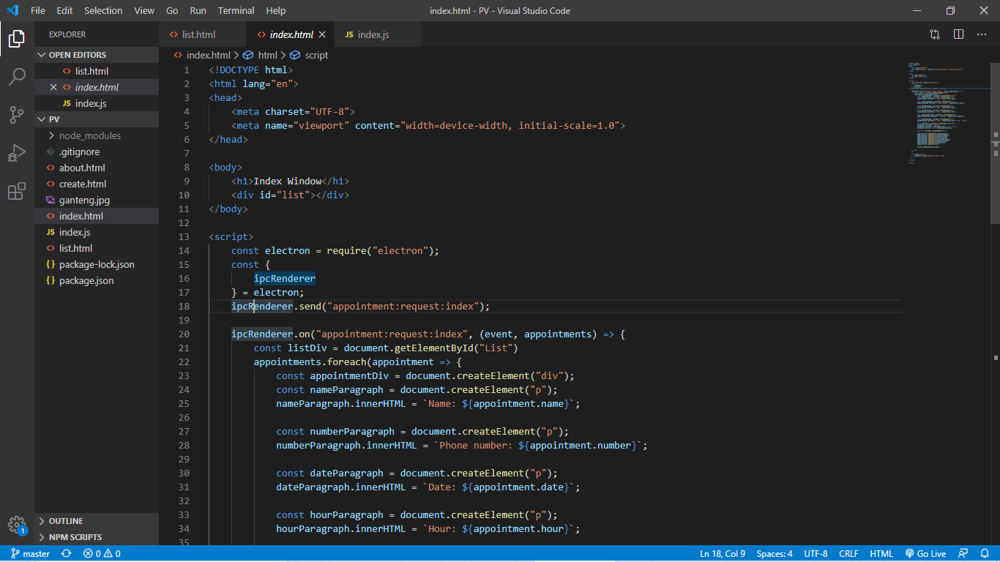 File Edit Selection View Go Run Terminal Help index.html - PV - Visual Studio Code
EXPLORER
OPEN EDITORS
list.html
index.html
JS index.js
PV
node_modules
.gitignore
about.html
create.html
ganteng.jpg
index.html
JS index.js
list.html
{} package-lock.json
{} package.json
OUTLINE
NPM SCRIPTS
1
<> list.html <> index.html JS index.js
<> index.html > html > script
1 <!DOCTYPE html>
2 <html lang="en">
3 <head>
4 <meta charset="UTF-8">
5 <meta name="viewport" content="width=device-width, initial-scale=1.0">
6 </head>
7
8 <body>
9 <h1>Index Window</h1>
10 <div id="list"></div>
11 </body>
12
13 <script>
14 const electron = require("electron");
15 const {
16 ipcRenderer
17 } = electron;
18 ipcRenderer.send("appointment:request:index");
19
20 ipcRenderer.on("appointment:request:index", (event, appointments) => {
21 const listDiv = document.getElementById("List")
22 appointments.foreach(appointment => {
23 const appointmentDiv = document.createElement("div");
24 const nameParagraph = document.createElement("p");
25 nameParagraph.innerHTML = `Name: ${appointment.name}`;
26
27 const numberParagraph = document.createElement("p");
28 numberParagraph.innerHTML = `Phone number: ${appointment.number}`;
29
30 const dateParagraph = document.createElement("p");
31 dateParagraph.innerHTML = `Date: ${appointment.date}`;
32
33 const hourParagraph = document.createElement("p");
34 hourParagraph.innerHTML = `Hour: ${appointment.hour}`;
35
master 0 0 Ln 18, Col 9 Spaces: 4 UTF-8 CRLF HTML Go Live